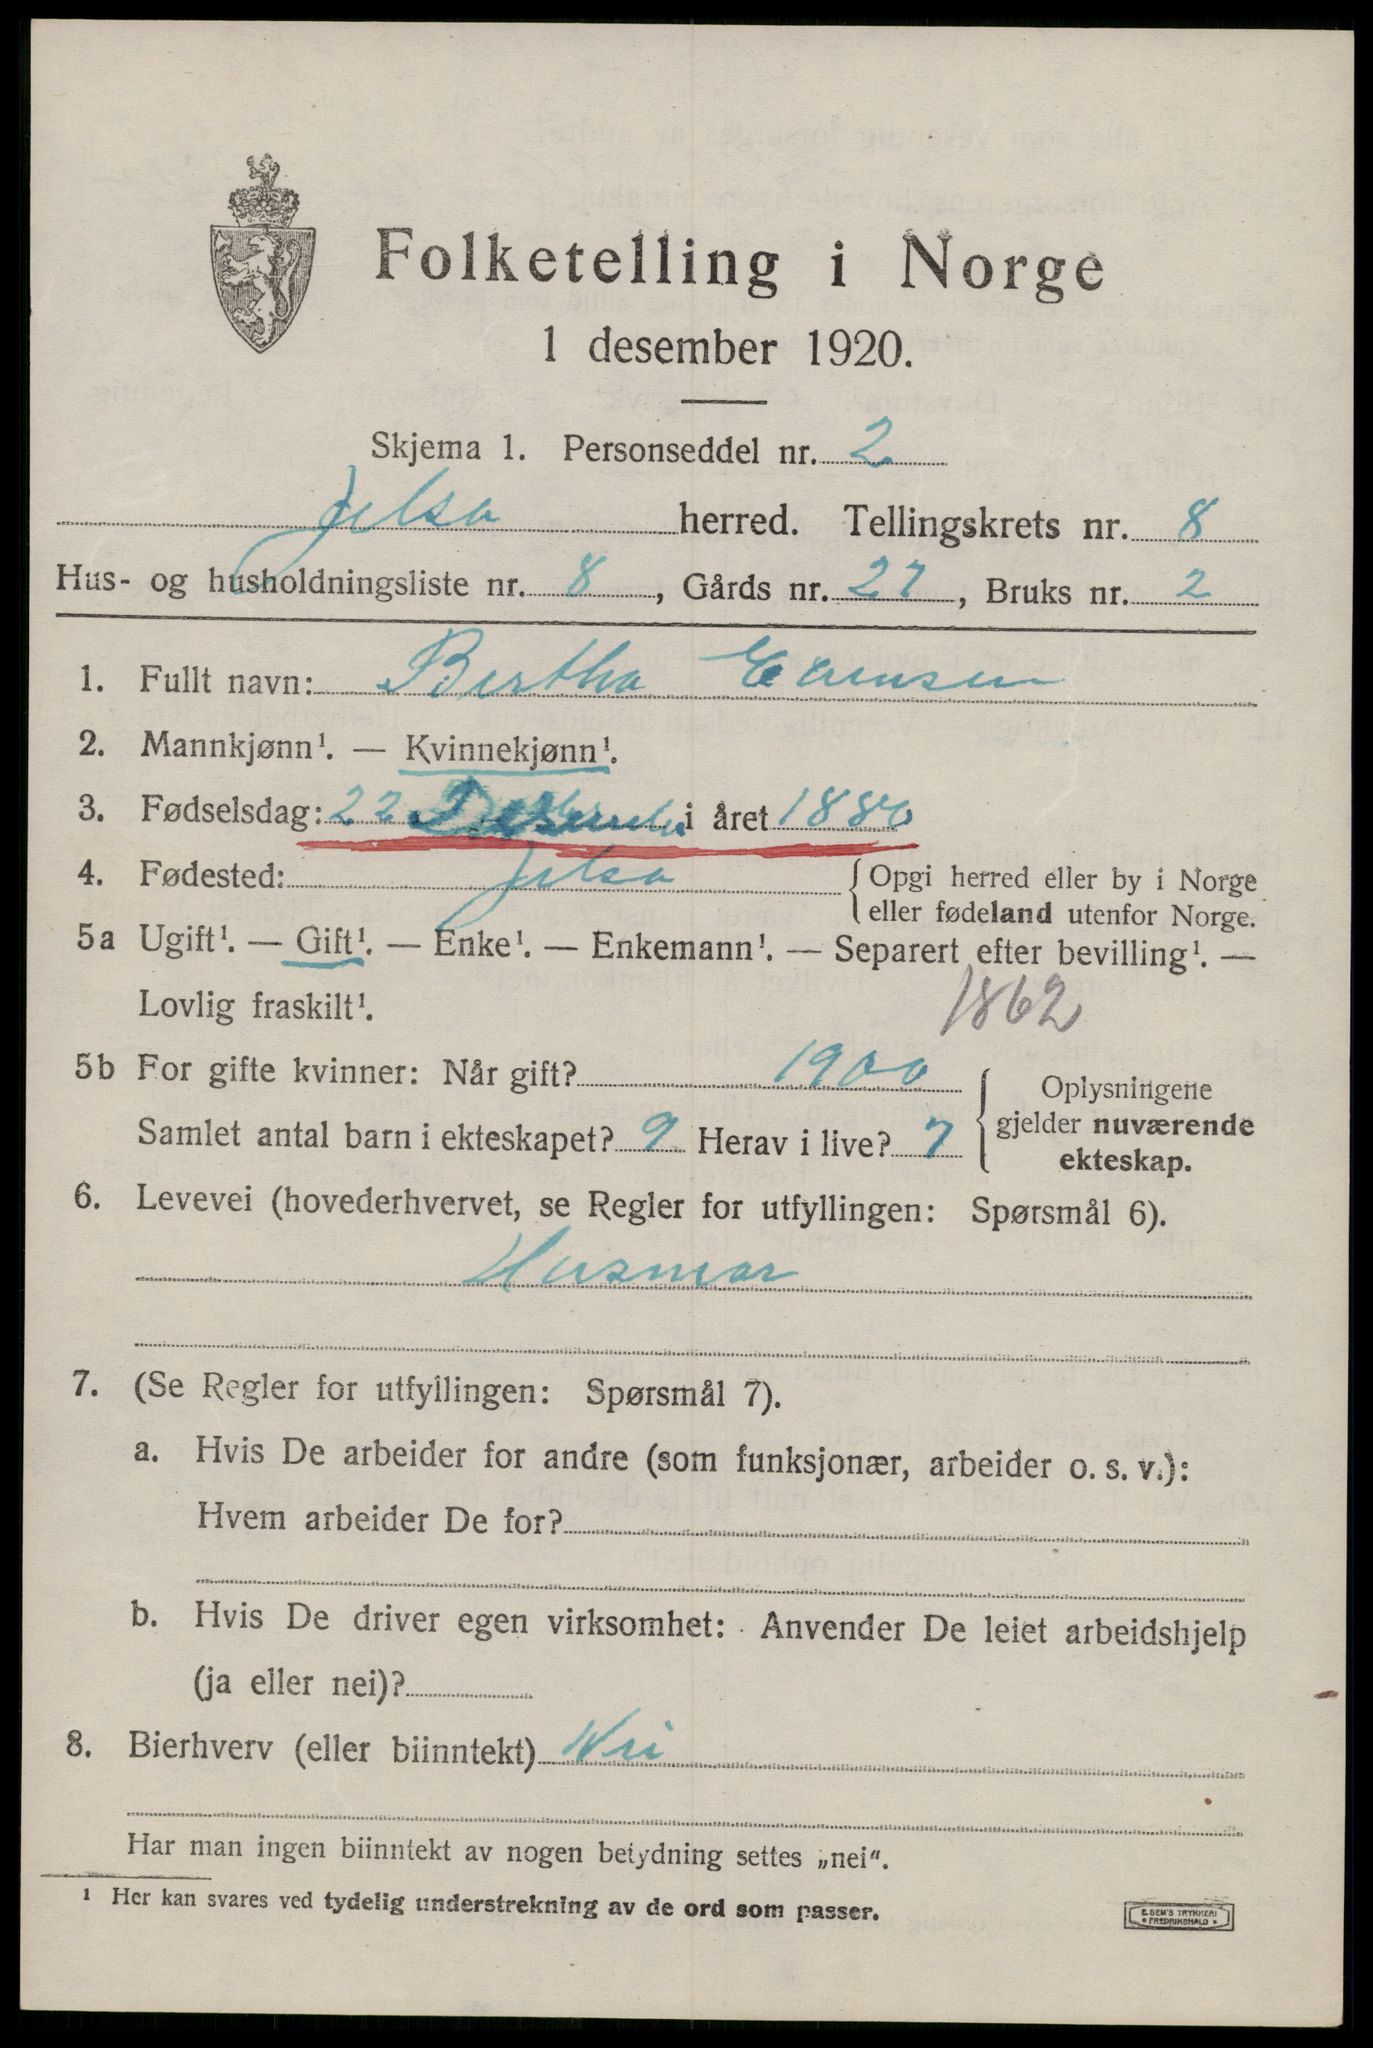 Folketelling i Norge
1 desember 1920.
Skjema 1. Personseddel nr. 2
Jelsa herred. Tellingskrets nr. 8
Hus- og husholdningsliste nr. 8, Gårds nr. 27, Bruks nr. 2
1. Fullt navn: Bertha
2. Mannkjønn¹. — Kvinnekjønn¹.
3. Fødselsdag: 22 Desember i året 1880
4. Fødested: Jelsa { Opgi herred eller by i Norge
eller fødeland utenfor Norge.
5a Ugift¹. — Gift¹. — Enke¹. — Enkemann¹. — Separert efter bevilling¹. —
Lovlig fraskilt¹. 1862
5b For gifte kvinner: Når gift? 1900 { Oplysningene
gjelder nuværende
ekteskap.
Samlet antal barn i ekteskapet? 9 Herav i live? 7
6. Levevei (hovederhvervet, se Regler for utfyllingen: Spørsmål 6).
Husmor
7. (Se Regler for utfyllingen: Spørsmål 7).
a. Hvis De arbeider for andre (som funksjonær, arbeider o. s. v.):
Hvem arbeider De for?
b. Hvis De driver egen virksomhet: Anvender De leiet arbeidshjelp
(ja eller nei)?
8. Bierhverv (eller biinntekt) Nei
Har man ingen biinntekt av nogen betydning settes „nei“.
¹ Her kan svares ved tydelig understrekning av de ord som passer.
E. SEM'S TRYKKERI
FREDRIKSHALD